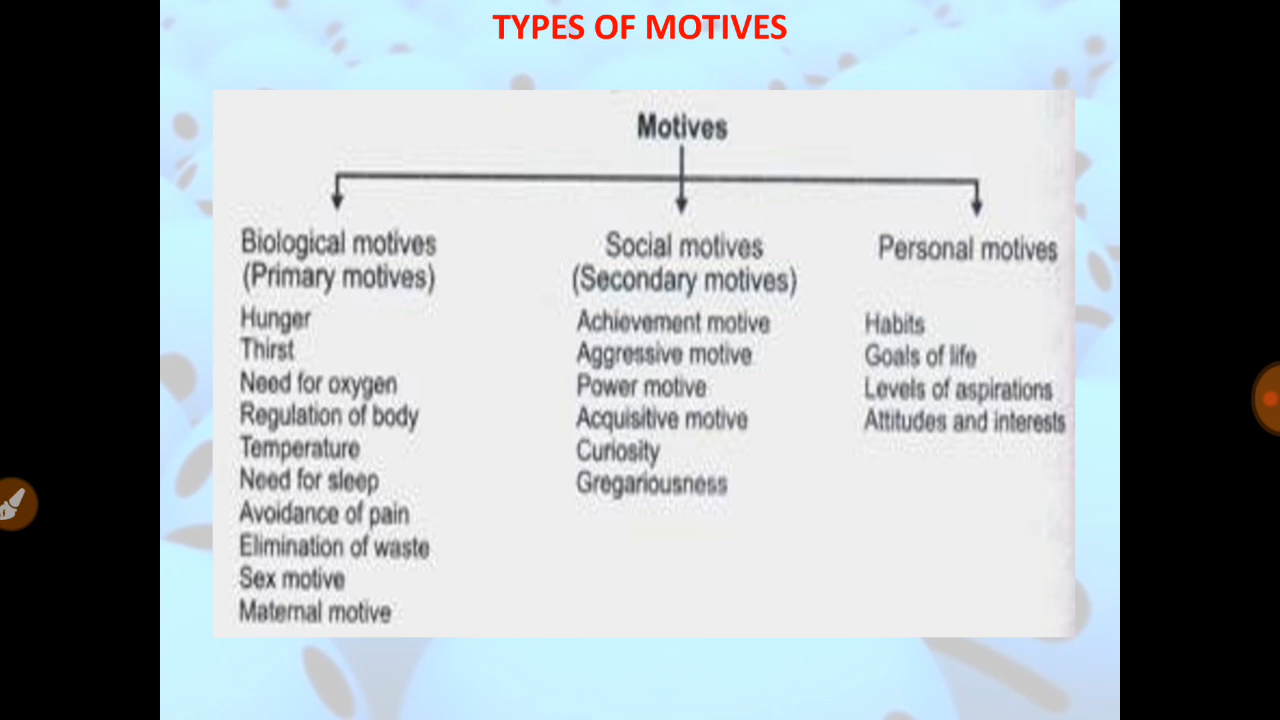 TYPES OF MOTIVES
Motives
Biological motives
(Primary motives)
Hunger
Thirst
Need for oxygen
Regulation of body
Temperature
Need for sleep
Avoidance of pain
Elimination of waste
Sex motive
Maternal motive
Social motives
(Secondary motives)
Achievement motive
Aggressive motive
Power motive
Acquisitive motive
Curiosity
Gregariousness
Personal motives
Habits
Goals of life
Levels of aspirations
Attitudes and interests